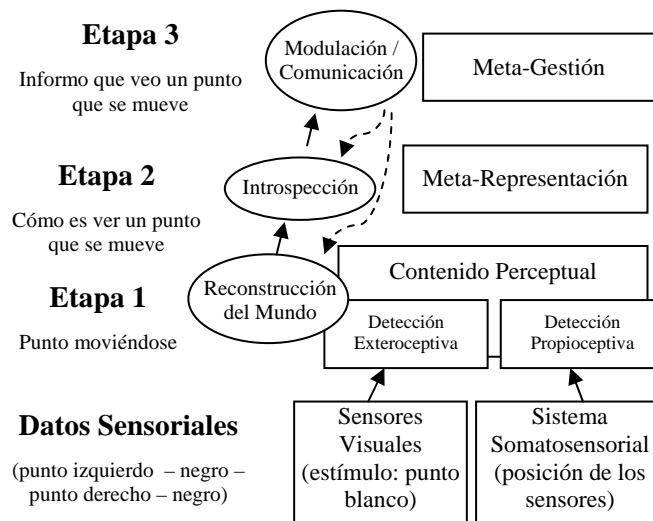 Etapa 3
Informo que veo un punto
que se mueve
Modulación /
Comunicación
Meta-Gestión
Etapa 2
Cómo es ver un punto
que se mueve
Introspección
Meta-Representación
Etapa 1
Punto moviéndose
Reconstrucción
del Mundo
Contenido Perceptual
Detección
Exteroceptiva
Detección
Propioceptiva
Datos Sensoriales
(punto izquierdo – negro –
punto derecho – negro)
Sensores
Visuales
(estímulo: punto
blanco)
Sistema
Somatosensorial
(posición de los
sensores)